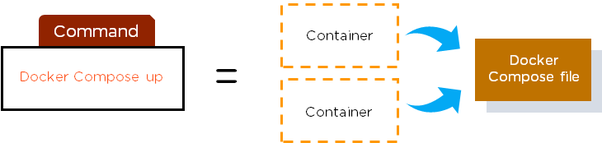 Command
Docker Compose up
=
Container
Container
Docker
Compose file